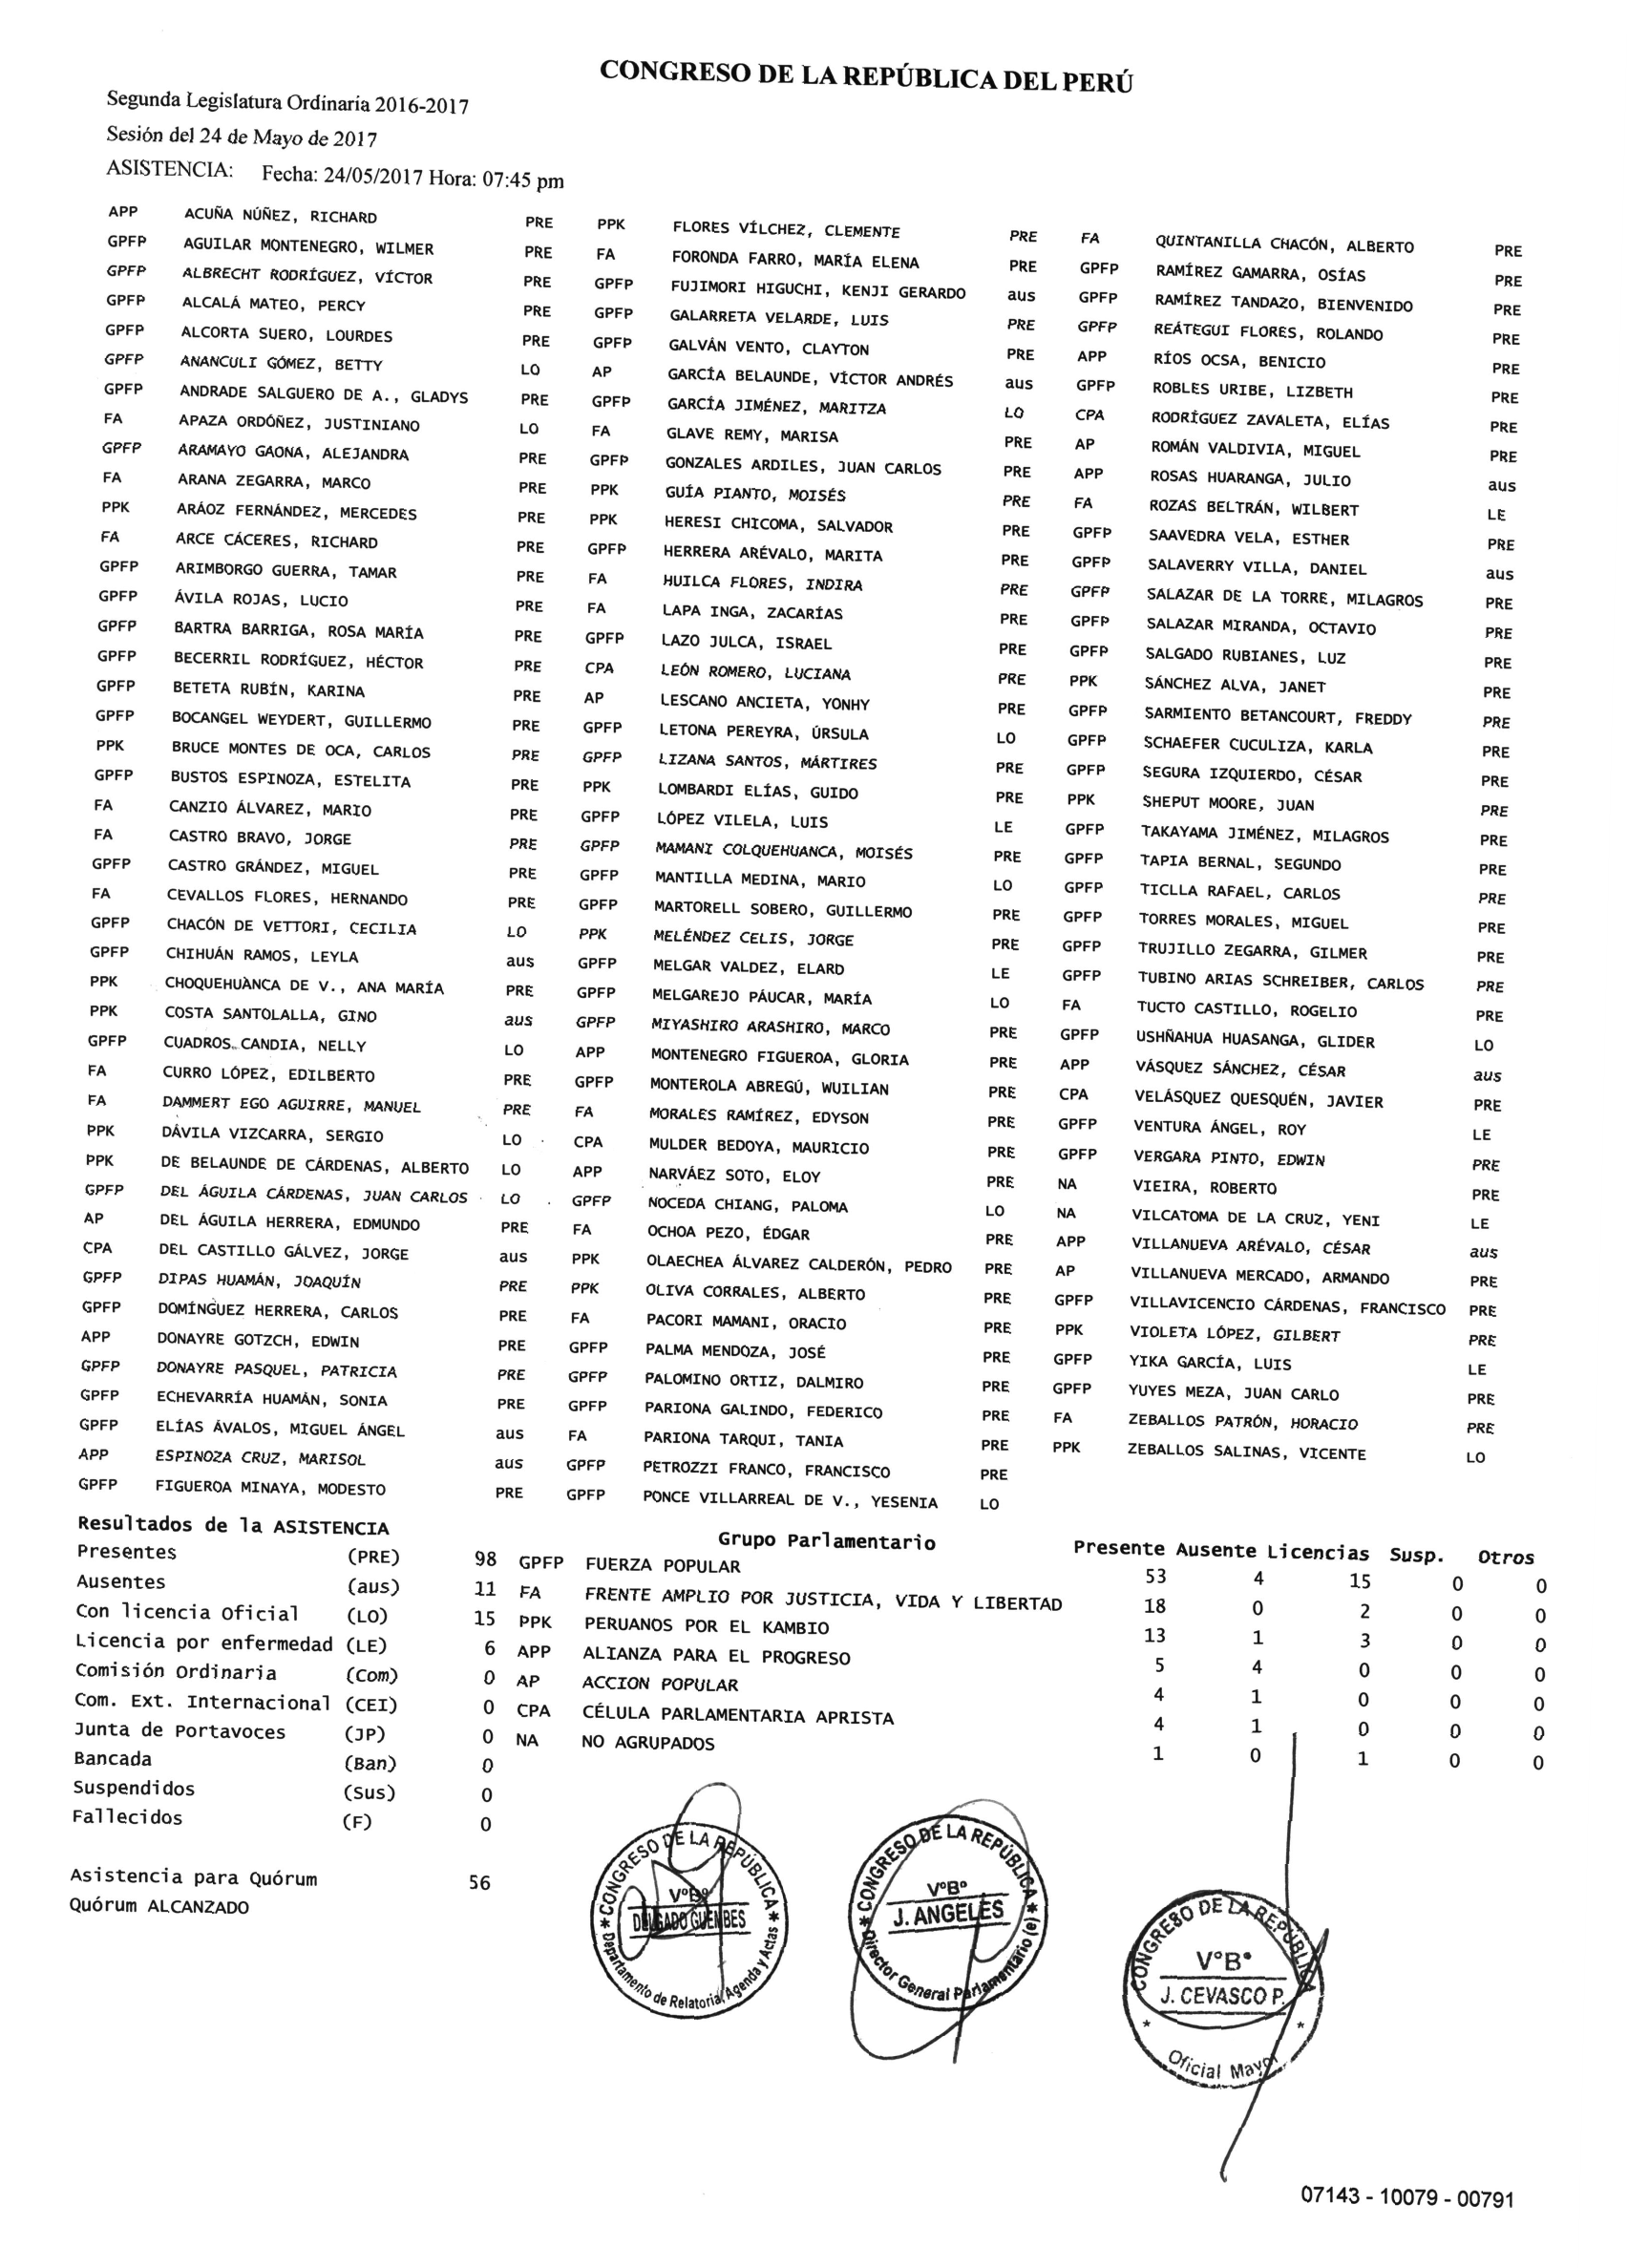 CONGRESO DE LA REPÚBLICA DEL PERÚ
Segunda Legislatura Ordinaria 2016-2017
Sesión del 24 de Mayo de 2017
ASISTENCIA: Fecha: 24/05/2017 Hora: 07:45 pm
APP ACUÑA NÚÑEZ, RICHARD PRE PPK FLORES VÍLCHEZ, CLEMENTE PRE FA QUINTANILLA CHACÓN, ALBERTO PRE
GPFP AGUILAR MONTENEGRO, WILMER PRE FA FORONDA FARRO, MARÍA ELENA PRE GPFP RAMÍREZ GAMARRA, OSÍAS PRE
GPFP ALBRECHT RODRÍGUEZ, VÍCTOR PRE GPFP FUJIMORI HIGUCHI, KENJI GERARDO aus GPFP RAMÍREZ TANDAZO, BIENVENIDO PRE
GPFP ALCALÁ MATEO, PERCY PRE GPFP GALARRETA VELARDE, LUIS PRE GPFP REÁTEGUI FLORES, ROLANDO PRE
GPFP ALCORTA SUERO, LOURDES PRE GPFP GALVÁN VENTO, CLAYTON PRE APP RÍOS OCSA, BENICIO PRE
GPFP ANANCULI GÓMEZ, BETTY LO AP GARCÍA BELAUNDE, VÍCTOR ANDRÉS aus GPFP ROBLES URIBE, LIZBETH PRE
GPFP ANDRADE SALGUERO DE A., GLADYS PRE GPFP GARCÍA JIMÉNEZ, MARITZA LO CPA RODRÍGUEZ ZAVALETA, ELÍAS PRE
FA APAZA ORDÓÑEZ, JUSTINIANO LO FA GLAVE REMY, MARISA PRE AP ROMÁN VALDIVIA, MIGUEL PRE
GPFP ARAMAYO GAONA, ALEJANDRA PRE GPFP GONZALES ARDILES, JUAN CARLOS PRE APP ROSAS HUARANGA, JULIO aus
FA ARANA ZEGARRA, MARCO PRE PPK GUÍA PIANTO, MOISÉS PRE FA ROZAS BELTRÁN, WILBERT LE
PPK ARÁOZ FERNÁNDEZ, MERCEDES PRE PPK HERESI CHICOMA, SALVADOR PRE GPFP SAAVEDRA VELA, ESTHER PRE
FA ARCE CÁCERES, RICHARD PRE GPFP HERRERA ARÉVALO, MARITA PRE GPFP SALAVERRY VILLA, DANIEL aus
GPFP ARIMBORGO GUERRA, TAMAR PRE FA HUILCA FLORES, INDIRA PRE GPFP SALAZAR DE LA TORRE, MILAGROS PRE
GPFP ÁVILA ROJAS, LUCIO PRE FA LAPA INGA, ZACARÍAS PRE GPFP SALAZAR MIRANDA, OCTAVIO PRE
GPFP BARTRA BARRIGA, ROSA MARÍA PRE GPFP LAZO JULCA, ISRAEL PRE GPFP SALGADO RUBIANES, LUZ PRE
GPFP BECERRIL RODRÍGUEZ, HÉCTOR PRE CPA LEÓN ROMERO, LUCIANA PRE PPK SÁNCHEZ ALVA, JANET PRE
GPFP BETETA RUBÍN, KARINA PRE AP LESCANO ANCIETA, YONHY PRE GPFP SARMIENTO BETANCOURT, FREDDY PRE
GPFP BOCANGEL WEYDERT, GUILLERMO PRE GPFP LETONA PEREYRA, ÚRSULA LO GPFP SCHAEFER CUCULIZA, KARLA PRE
PPK BRUCE MONTES DE OCA, CARLOS PRE GPFP LIZANA SANTOS, MÁRTIRES PRE GPFP SEGURA IZQUIERDO, CÉSAR PRE
GPFP BUSTOS ESPINOZA, ESTELITA PRE PPK LOMBARDI ELÍAS, GUIDO PRE PPK SHEPUT MOORE, JUAN PRE
FA CANZIO ÁLVAREZ, MARIO PRE GPFP LÓPEZ VILELA, LUIS LE GPFP TAKAYAMA JIMÉNEZ, MILAGROS PRE
FA CASTRO BRAVO, JORGE PRE GPFP MAMANI COLQUEHUANCA, MOISÉS PRE GPFP TAPIA BERNAL, SEGUNDO PRE
GPFP CASTRO GRÁNDEZ, MIGUEL PRE GPFP MANTILLA MEDINA, MARIO LO GPFP TICLLA RAFAEL, CARLOS PRE
FA CEVALLOS FLORES, HERNANDO PRE GPFP MARTORELL SOBERO, GUILLERMO PRE GPFP TORRES MORALES, MIGUEL PRE
GPFP CHACÓN DE VETTORI, CECILIA LO PPK MELÉNDEZ CELIS, JORGE PRE GPFP TRUJILLO ZEGARRA, GILMER PRE
GPFP CHIHUÁN RAMOS, LEYLA aus GPFP MELGAR VALDEZ, ELARD LE GPFP TUBINO ARIAS SCHREIBER, CARLOS PRE
PPK CHOQUEHUANCA DE V., ANA MARÍA PRE GPFP MELGAREJO PÁUCAR, MARÍA LO FA TUCTO CASTILLO, ROGELIO PRE
PPK COSTA SANTOLALLA, GINO aus GPFP MIYASHIRO ARASHIRO, MARCO PRE GPFP USHÑAHUA HUASANGA, GLIDER LO
GPFP CUADROS CANDIA, NELLY LO APP MONTENEGRO FIGUEROA, GLORIA PRE APP VÁSQUEZ SÁNCHEZ, CÉSAR aus
FA CURRO LÓPEZ, EDILBERTO PRE GPFP MONTEROLA ABREGÚ, WUILIAN PRE CPA VELÁSQUEZ QUESQUÉN, JAVIER PRE
FA DAMMERT EGO AGUIRRE, MANUEL PRE FA MORALES RAMÍREZ, EDYSON PRE GPFP VENTURA ÁNGEL, ROY LE
PPK DÁVILA VIZCARRA, SERGIO LO CPA MULDER BEDOYA, MAURICIO PRE GPFP VERGARA PINTO, EDWIN PRE
PPK DE BELAUNDE DE CÁRDENAS, ALBERTO LO APP NARVÁEZ SOTO, ELOY PRE NA VIEIRA, ROBERTO PRE
GPFP DEL ÁGUILA CÁRDENAS, JUAN CARLOS LO GPFP NOCEDA CHIANG, PALOMA LO NA VILCATOMA DE LA CRUZ, YENI LE
AP DEL ÁGUILA HERRERA, EDMUNDO PRE FA OCHOA PEZO, ÉDGAR PRE APP VILLANUEVA ARÉVALO, CÉSAR aus
CPA DEL CASTILLO GÁLVEZ, JORGE aus PPK OLAECHEA ÁLVAREZ CALDERÓN, PEDRO PRE AP VILLANUEVA MERCADO, ARMANDO PRE
GPFP DIPAS HUAMÁN, JOAQUÍN PRE PPK OLIVA CORRALES, ALBERTO PRE GPFP VILLAVICENCIO CÁRDENAS, FRANCISCO PRE
GPFP DOMÍNGUEZ HERRERA, CARLOS PRE FA PACORI MAMANI, ORACIO PRE PPK VIOLETA LÓPEZ, GILBERT PRE
APP DONAYRE GOTZCH, EDWIN PRE GPFP PALMA MENDOZA, JOSÉ PRE GPFP YIKA GARCÍA, LUIS LE
GPFP DONAYRE PASQUEL, PATRICIA PRE GPFP PALOMINO ORTIZ, DALMIRO PRE GPFP YUYES MEZA, JUAN CARLO PRE
GPFP ECHEVARRÍA HUAMÁN, SONIA PRE GPFP PARIONA GALINDO, FEDERICO PRE FA ZEBALLOS PATRÓN, HORACIO PRE
GPFP ELÍAS ÁVALOS, MIGUEL ÁNGEL aus FA PARIONA TARQUI, TANIA PRE PPK ZEBALLOS SALINAS, VICENTE LO
APP ESPINOZA CRUZ, MARISOL aus GPFP PETROZZI FRANCO, FRANCISCO PRE
GPFP FIGUEROA MINAYA, MODESTO PRE GPFP PONCE VILLARREAL DE V., YESENIA LO
Resultados de la ASISTENCIA Grupo Parlamentario Presente Ausente Licencias Susp. Otros
Presentes (PRE) 98 GPFP FUERZA POPULAR 53 4 15 0 0
Ausentes (aus) 11 FA FRENTE AMPLIO POR JUSTICIA, VIDA Y LIBERTAD 18 0 2 0 0
Con licencia Oficial (LO) 15 PPK PERUANOS POR EL KAMBIO 13 1 3 0 0
Licencia por enfermedad (LE) 6 APP ALIANZA PARA EL PROGRESO 5 4 0 0 0
Comisión Ordinaria (Com) 0 AP ACCION POPULAR 4 1 0 0 0
Com. Ext. Internacional (CEI) 0 CPA CÉLULA PARLAMENTARIA APRISTA 4 1 0 0 0
Junta de Portavoces (JP) 0 NA NO AGRUPADOS 1 0 1 0 0
Bancada (Ban) 0
Suspendidos (Sus) 0
Fallecidos (F) 0
Asistencia para Quórum 56
Quórum ALCANZADO
CONGRESO DE LA REPÚBLICA
V°B°
DELGADO GUEMBES
Departamento de Relatoria, Agenda y Actas
CONGRESO DE LA REPÚBLICA
V°B°
J. ANGELES
Director General Parlamentario (e)
CONGRESO DE LA REPÚBLICA
V°B°
J. CEVASCO P.
Oficial Mayor
07143 - 10079 - 00791